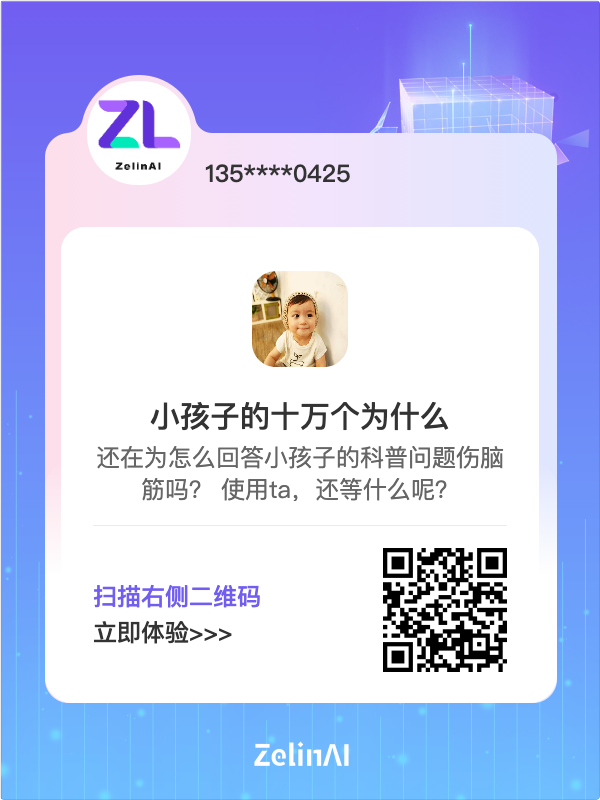 ZL
ZelinAI
135****0425
小孩子的十万个为什么
还在为怎么回答小孩子的科普问题伤脑
筋吗？ 使用ta，还等什么呢？
扫描右侧二维码
立即体验>>>
ZelinAI